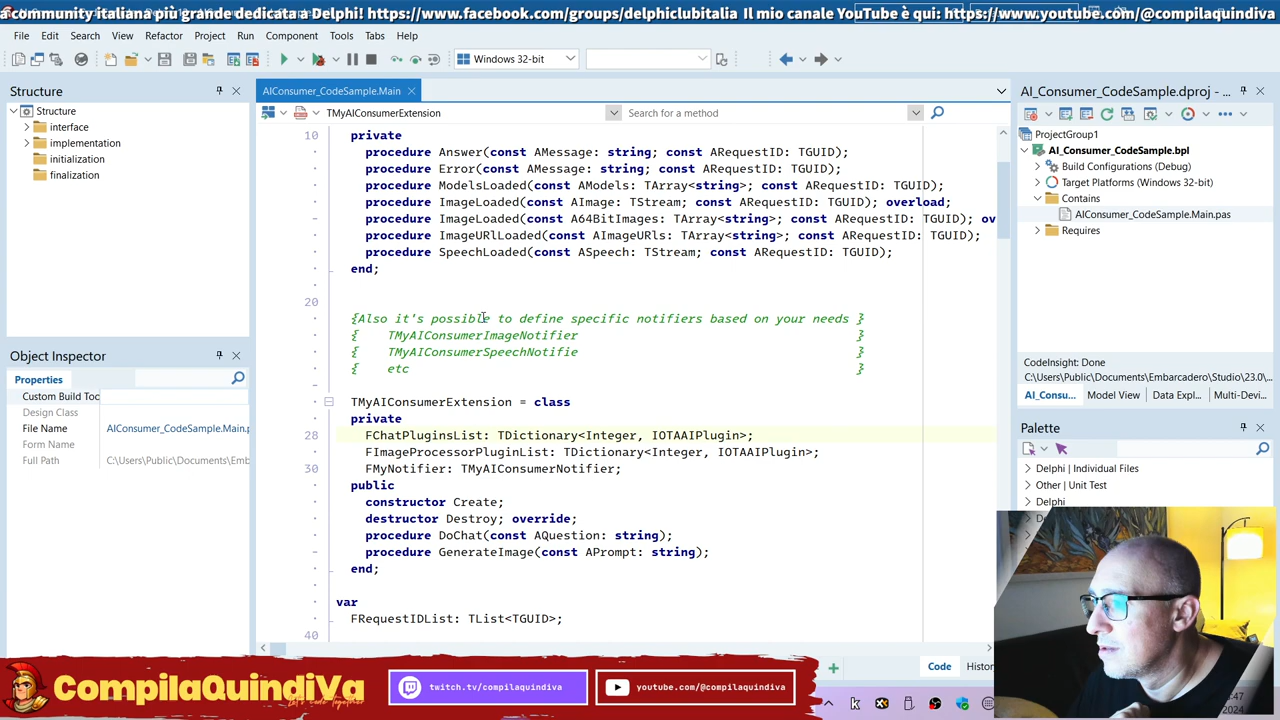 a community italiana più grande dedicata a Delphi! https://www.facebook.com/groups/delphiclubitalia Il mio canale YouTube è qui: https://www.youtube.com/@compilaquindiva
File Edit Search View Refactor Project Run Component Tools Tabs Help
Windows 32-bit
Structure
Structure
interface
implementation
initialization
finalization
Object Inspector
Properties
Custom Build Toc
Design Class
File Name AIConsumer_CodeSample.Main.p
Form Name
Full Path C:\Users\Public\Documents\Emb
AIConsumer_CodeSample.Main
TMyAIConsumerExtension
Search for a method
10 private
procedure Answer(const AMessage: string; const ARequestID: TGUID);
procedure Error(const AMessage: string; const ARequestID: TGUID);
procedure ModelsLoaded(const AModels: TArray<string>; const ARequestID: TGUID);
procedure ImageLoaded(const AImage: TStream; const ARequestID: TGUID); overload;
procedure ImageLoaded(const A64BitImages: TArray<string>; const ARequestID: TGUID); ov
procedure ImageURlLoaded(const AImageURls: TArray<string>; const ARequestID: TGUID);
procedure SpeechLoaded(const ASpeech: TStream; const ARequestID: TGUID);
end;
20
{Also it's possible to define specific notifiers based on your needs }
{ TMyAIConsumerImageNotifier }
{ TMyAIConsumerSpeechNotifie }
{ etc }
TMyAIConsumerExtension = class
private
28 FChatPluginsList: TDictionary<Integer, IOTAAIPlugin>;
FImageProcessorPluginList: TDictionary<Integer, IOTAAIPlugin>;
30 FMyNotifier: TMyAIConsumerNotifier;
public
constructor Create;
destructor Destroy; override;
procedure DoChat(const AQuestion: string);
procedure GenerateImage(const APrompt: string);
end;
var
FRequestIDList: TList<TGUID>;
40
Code Histor
AI_Consumer_CodeSample.dproj - ...
ProjectGroup1
AI_Consumer_CodeSample.bpl
Build Configurations (Debug)
Target Platforms (Windows 32-bit)
Contains
AIConsumer_CodeSample.Main.pas
Requires
CodeInsight: Done
C:\Users\Public\Documents\Embarcadero\Studio\23.0\...
AI_Consu... Model View Data Expl... Multi-Devi...
Palette
Delphi | Individual Files
Other | Unit Test
Delphi
CompilaQuindiVa
Let's code together
twitch.tv/compilaquindiva
youtube.com/@compilaquindiva